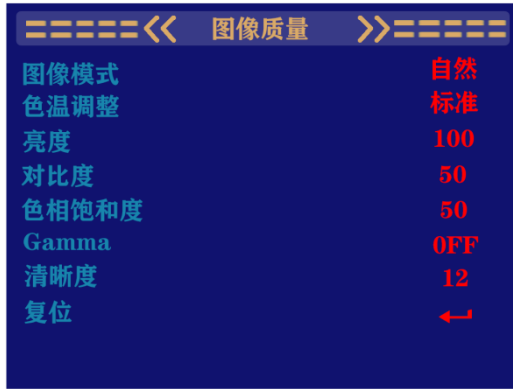 =====<< 图像质量 >>=====
图像模式 自然
色温调整 标准
亮度 100
对比度 50
色相饱和度 50
Gamma 0FF
清晰度 12
复位